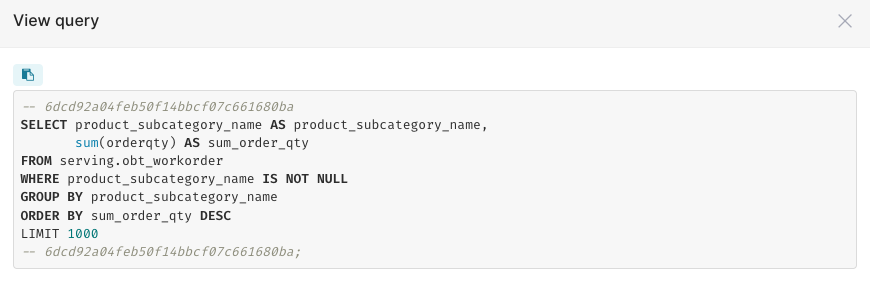 View query
-- 6dcd92a04feb50f14bbcf07c661680ba
SELECT product_subcategory_name AS product_subcategory_name,
       sum(orderqty) AS sum_order_qty
FROM serving.obt_workorder
WHERE product_subcategory_name IS NOT NULL
GROUP BY product_subcategory_name
ORDER BY sum_order_qty DESC
LIMIT 1000
-- 6dcd92a04feb50f14bbcf07c661680ba;